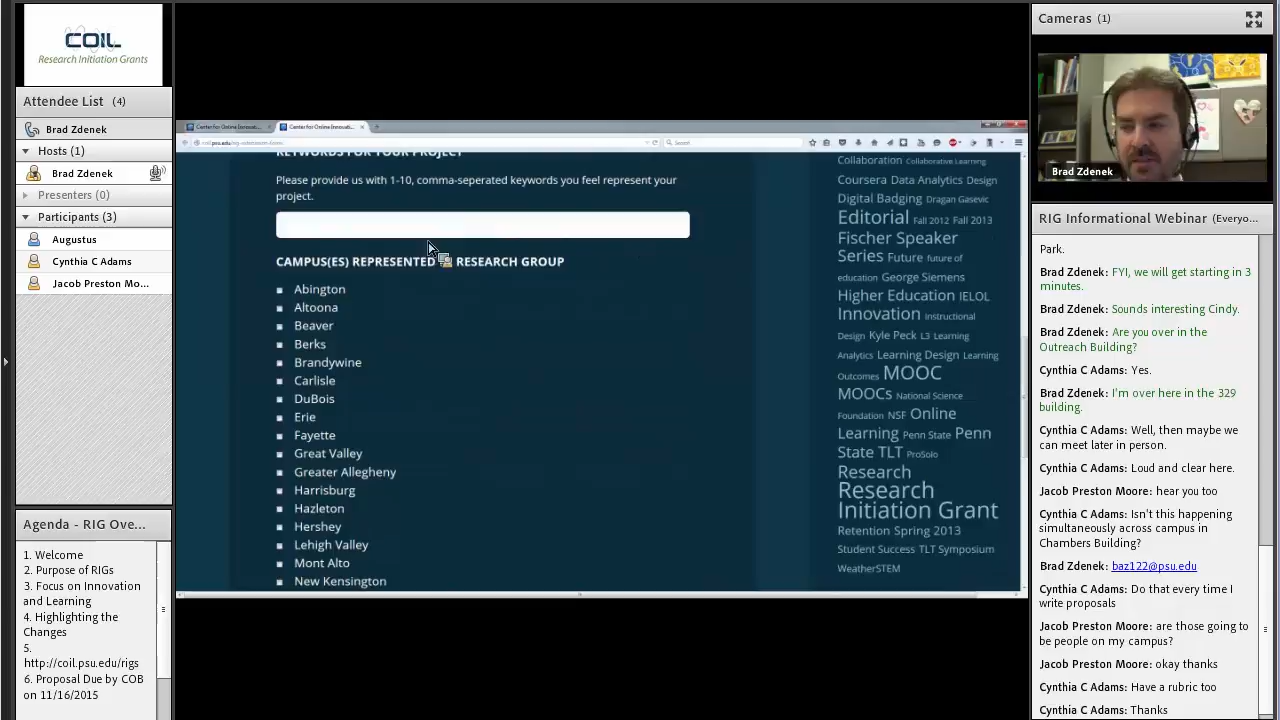 COIL
Research Initiation Grants
Attendee List (4)
Brad Zdenek
Hosts (1)
Brad Zdenek
Presenters (0)
Participants (3)
Augustus
Cynthia C Adams
Jacob Preston Mo...
Agenda - RIG Ove...
1. Welcome
2. Purpose of RIGs
3. Focus on Innovation
and Learning
4. Highlighting the
Changes
5.
http://coil.psu.edu/rigs
6. Proposal Due by COB
on 11/16/2015
Center for Online Innovati...
Center for Online Innovati...
Search
KEYWORDS FOR YOUR PROJECT
Please provide us with 1-10, comma-seperated keywords you feel represent your
project.
CAMPUS(ES) REPRESENTED RESEARCH GROUP
Abington
Altoona
Beaver
Berks
Brandywine
Carlisle
DuBois
Erie
Fayette
Great Valley
Greater Allegheny
Harrisburg
Hazleton
Hershey
Lehigh Valley
Mont Alto
New Kensington
Collaboration Collaborative Learning
Coursera Data Analytics Design
Digital Badging Dragan Gasevic
Editorial Fall 2012 Fall 2013
Fischer Speaker
Series Future future of
education George Siemens
Higher Education IELOL
Innovation Instructional
Design Kyle Peck L3 Learning
Analytics Learning Design Learning
Outcomes MOOC
MOOCs National Science
Foundation NSF Online
Learning Penn State Penn
State TLT ProSolo
Research
Research
Initiation Grant
Retention Spring 2013
Student Success TLT Symposium
WeatherSTEM
Cameras (1)
Brad Zdenek
RIG Informational Webinar (Everyo...
Park.
Brad Zdenek: FYI, we will get starting in 3
minutes.
Brad Zdenek: Sounds interesting Cindy.
Brad Zdenek: Are you over in the
Outreach Building?
Cynthia C Adams: Yes.
Brad Zdenek: I'm over here in the 329
building.
Cynthia C Adams: Well, then maybe we
can meet later in person.
Cynthia C Adams: Loud and clear here.
Jacob Preston Moore: hear you too
Cynthia C Adams: Isn't this happening
simultaneously across campus in
Chambers Building?
Brad Zdenek: baz122@psu.edu
Cynthia C Adams: Do that every time I
write proposals
Jacob Preston Moore: are those going to
be people on my campus?
Jacob Preston Moore: okay thanks
Cynthia C Adams: Have a rubric too
Cynthia C Adams: Thanks